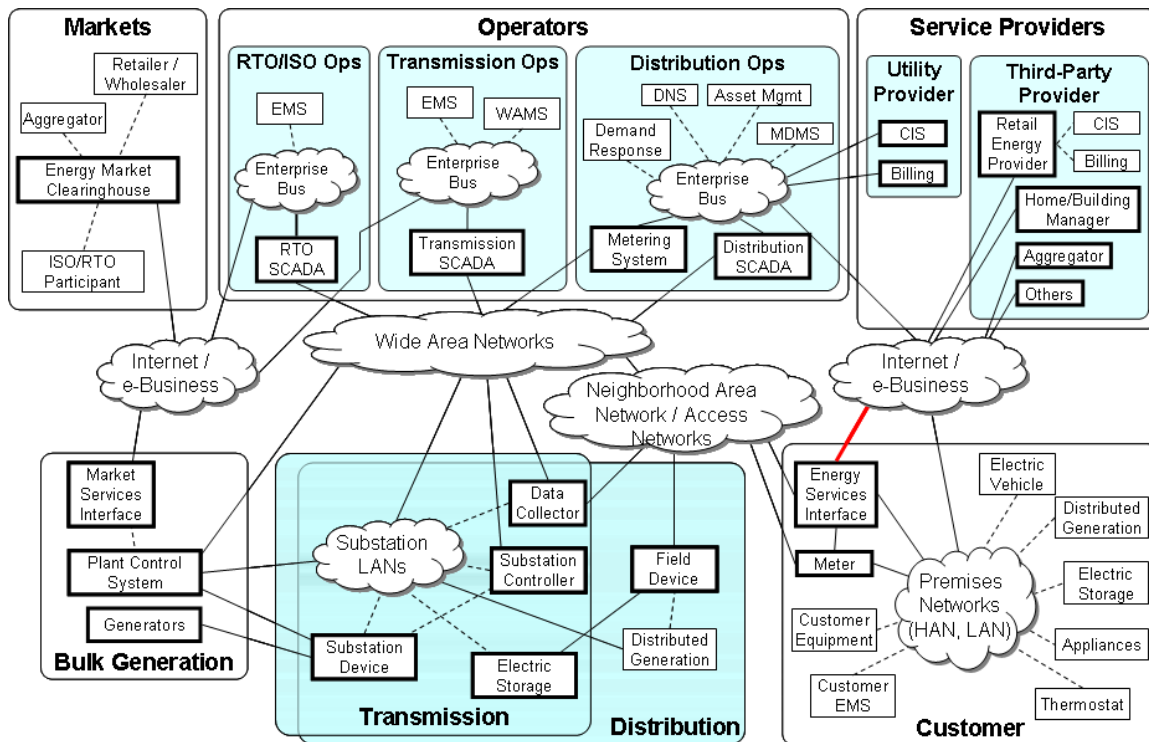 Markets
Retailer /
Wholesaler
Aggregator
Energy Market
Clearinghouse
ISO/RTO
Participant
Operators
RTO/ISO Ops
EMS
Enterprise
Bus
RTO
SCADA
Transmission Ops
EMS
WAMS
Enterprise
Bus
Transmission
SCADA
Distribution Ops
DNS
Asset Mgmt
Demand
Response
MDMS
Enterprise
Bus
Metering
System
Distribution
SCADA
Service Providers
Utility
Provider
CIS
Billing
Third-Party
Provider
Retail
Energy
Provider
CIS
Billing
Home/Building
Manager
Aggregator
Others
Internet /
e-Business
Wide Area Networks
Neighborhood Area
Network / Access
Networks
Internet /
e-Business
Market
Services
Interface
Plant Control
System
Generators
Bulk Generation
Data
Collector
Substation
LANs
Substation
Controller
Field
Device
Substation
Device
Electric
Storage
Distributed
Generation
Transmission
Distribution
Energy
Services
Interface
Meter
Electric
Vehicle
Distributed
Generation
Premises
Networks
(HAN, LAN)
Electric
Storage
Customer
Equipment
Appliances
Customer
EMS
Thermostat
Customer